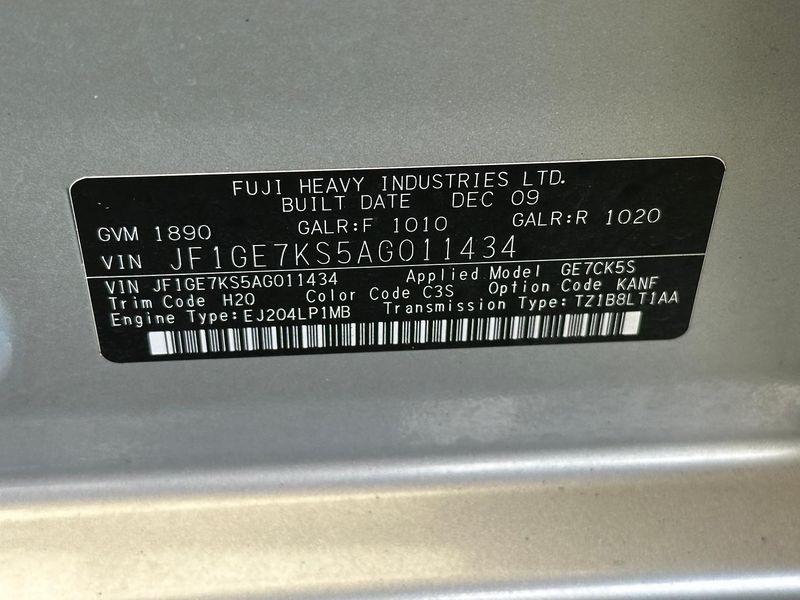 FUJI HEAVY INDUSTRIES LTD.
BUILT DATE DEC 09
GVM 1890 GALR:F 1010 GALR:R 1020
VIN JF1GE7KS5AG011434
VIN JF1GE7KS5AG011434 Applied Model GE7CK5S
Trim Code H20 Color Code C3S Option Code KANF
Engine Type:EJ204LP1MB Transmission Type:TZ1B8LT1AA